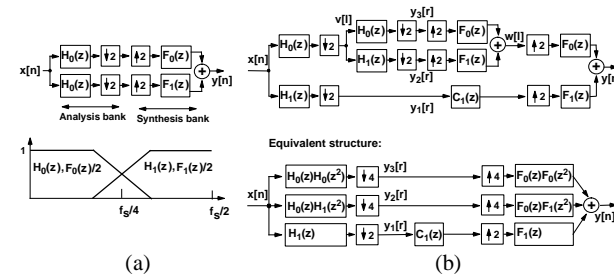 x[n]
H0(z)
↓2
↑2
F0(z)
+
H1(z)
↓2
↑2
F1(z)
y[n]
Analysis bank
Synthesis bank
1
H0(z), F0(z)/2
H1(z), F1(z)/2
fS/4
fS/2
(a)
x[n]
H0(z)
↓2
v[l]
H0(z)
↓2
y3[r]
↑2
F0(z)
H1(z)
↓2
y2[r]
↑2
F1(z)
+
w[l]
↑2
F0(z)
H1(z)
↓2
y1[r]
C1(z)
↑2
F1(z)
+
Equivalent structure:
x[n]
H0(z)H0(z2)
↓4
y3[r]
↑4
F0(z)F0(z2)
H0(z)H1(z2)
↓4
y2[r]
↑4
F0(z)F1(z2)
H1(z)
↓2
y1[r]
C1(z)
↑2
F1(z)
+
y[n]
(b)